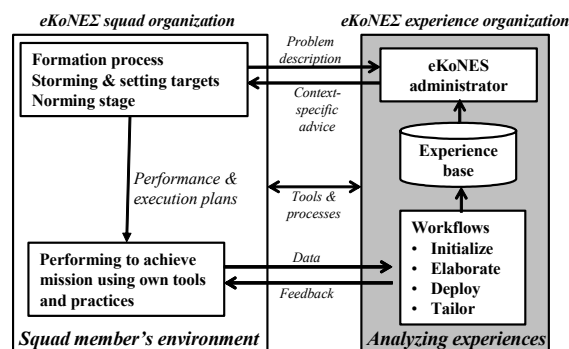 eKoNEΣ squad organization
eKoNEΣ experience organization
Formation process
Storming & setting targets
Norming stage
Problem
description
Context-
specific
advice
eKoNES
administrator
Experience
base
Performance &
execution plans
Tools &
processes
Performing to achieve
mission using own tools
and practices
Data
Feedback
Workflows
• Initialize
• Elaborate
• Deploy
• Tailor
Squad member's environment
Analyzing experiences